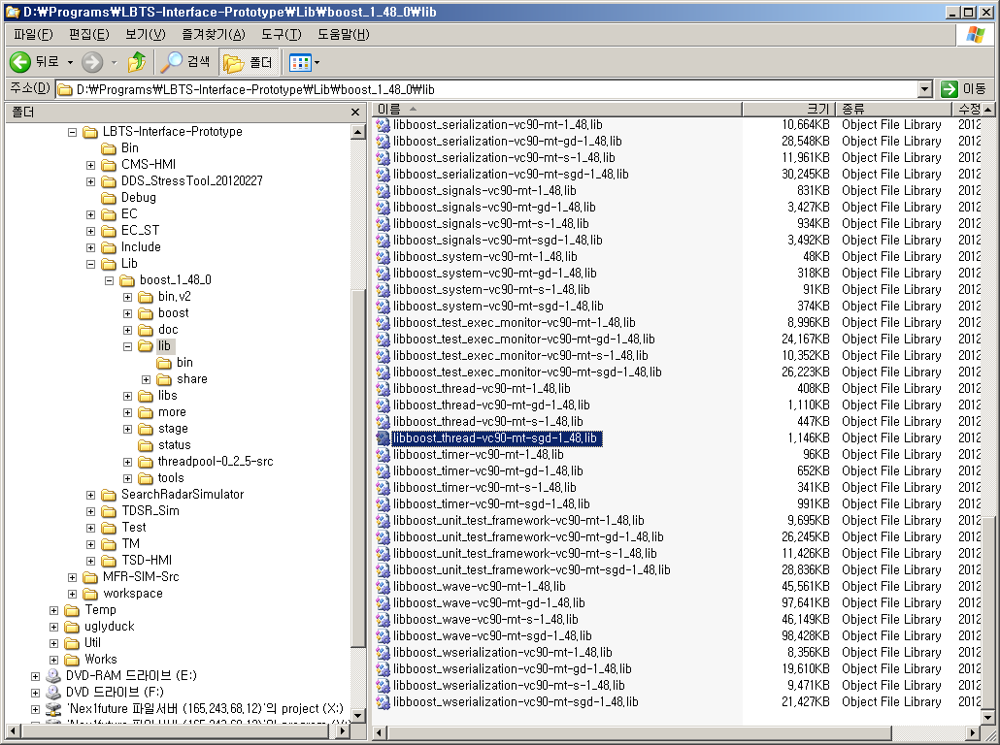 D:₩Programs₩LBTS-Interface-Prototype₩Lib₩boost_1_48_0₩lib
파일(F) 편집(E) 보기(V) 즐겨찾기(A) 도구(T) 도움말(H)
뒤로 검색 폴더
주소(D) D:₩Programs₩LBTS-Interface-Prototype₩Lib₩boost_1_48_0₩lib 이동
폴더
LBTS-Interface-Prototype
Bin
CMS-HMI
DDS_StressTool_20120227
Debug
EC
EC_ST
Include
Lib
boost_1_48_0
bin.v2
boost
doc
lib
bin
share
libs
more
stage
status
threadpool-0_2_5-src
tools
SearchRadarSimulator
TDSR_Sim
Test
TM
TSD-HMI
MFR-SIM-Src
workspace
Temp
uglyduck
Util
Works
DVD-RAM 드라이브 (E:)
DVD 드라이브 (F:)
'Nex1future 파일서버 (165.243.68.12)'의 project (X:)
이름 크기 종류 수정
libboost_serialization-vc90-mt-1_48.lib 10,664KB Object File Library 2012
libboost_serialization-vc90-mt-gd-1_48.lib 28,548KB Object File Library 2012
libboost_serialization-vc90-mt-s-1_48.lib 11,961KB Object File Library 2012
libboost_serialization-vc90-mt-sgd-1_48.lib 30,245KB Object File Library 2012
libboost_signals-vc90-mt-1_48.lib 831KB Object File Library 2012
libboost_signals-vc90-mt-gd-1_48.lib 3,427KB Object File Library 2012
libboost_signals-vc90-mt-s-1_48.lib 934KB Object File Library 2012
libboost_signals-vc90-mt-sgd-1_48.lib 3,492KB Object File Library 2012
libboost_system-vc90-mt-1_48.lib 48KB Object File Library 2012
libboost_system-vc90-mt-gd-1_48.lib 318KB Object File Library 2012
libboost_system-vc90-mt-s-1_48.lib 91KB Object File Library 2012
libboost_system-vc90-mt-sgd-1_48.lib 374KB Object File Library 2012
libboost_test_exec_monitor-vc90-mt-1_48.lib 8,996KB Object File Library 2012
libboost_test_exec_monitor-vc90-mt-gd-1_48.lib 24,167KB Object File Library 2012
libboost_test_exec_monitor-vc90-mt-s-1_48.lib 10,352KB Object File Library 2012
libboost_test_exec_monitor-vc90-mt-sgd-1_48.lib 26,223KB Object File Library 2012
libboost_thread-vc90-mt-1_48.lib 408KB Object File Library 2012
libboost_thread-vc90-mt-gd-1_48.lib 1,110KB Object File Library 2012
libboost_thread-vc90-mt-s-1_48.lib 447KB Object File Library 2012
libboost_thread-vc90-mt-sgd-1_48.lib 1,146KB Object File Library 2012
libboost_timer-vc90-mt-1_48.lib 96KB Object File Library 2012
libboost_timer-vc90-mt-gd-1_48.lib 652KB Object File Library 2012
libboost_timer-vc90-mt-s-1_48.lib 341KB Object File Library 2012
libboost_timer-vc90-mt-sgd-1_48.lib 991KB Object File Library 2012
libboost_unit_test_framework-vc90-mt-1_48.lib 9,695KB Object File Library 2012
libboost_unit_test_framework-vc90-mt-gd-1_48.lib 26,245KB Object File Library 2012
libboost_unit_test_framework-vc90-mt-s-1_48.lib 11,426KB Object File Library 2012
libboost_unit_test_framework-vc90-mt-sgd-1_48.lib 28,836KB Object File Library 2012
libboost_wave-vc90-mt-1_48.lib 45,561KB Object File Library 2012
libboost_wave-vc90-mt-gd-1_48.lib 97,641KB Object File Library 2012
libboost_wave-vc90-mt-s-1_48.lib 46,149KB Object File Library 2012
libboost_wave-vc90-mt-sgd-1_48.lib 98,428KB Object File Library 2012
libboost_wserialization-vc90-mt-1_48.lib 8,356KB Object File Library 2012
libboost_wserialization-vc90-mt-gd-1_48.lib 19,610KB Object File Library 2012
libboost_wserialization-vc90-mt-s-1_48.lib 9,471KB Object File Library 2012
libboost_wserialization-vc90-mt-sgd-1_48.lib 21,427KB Object File Library 2012